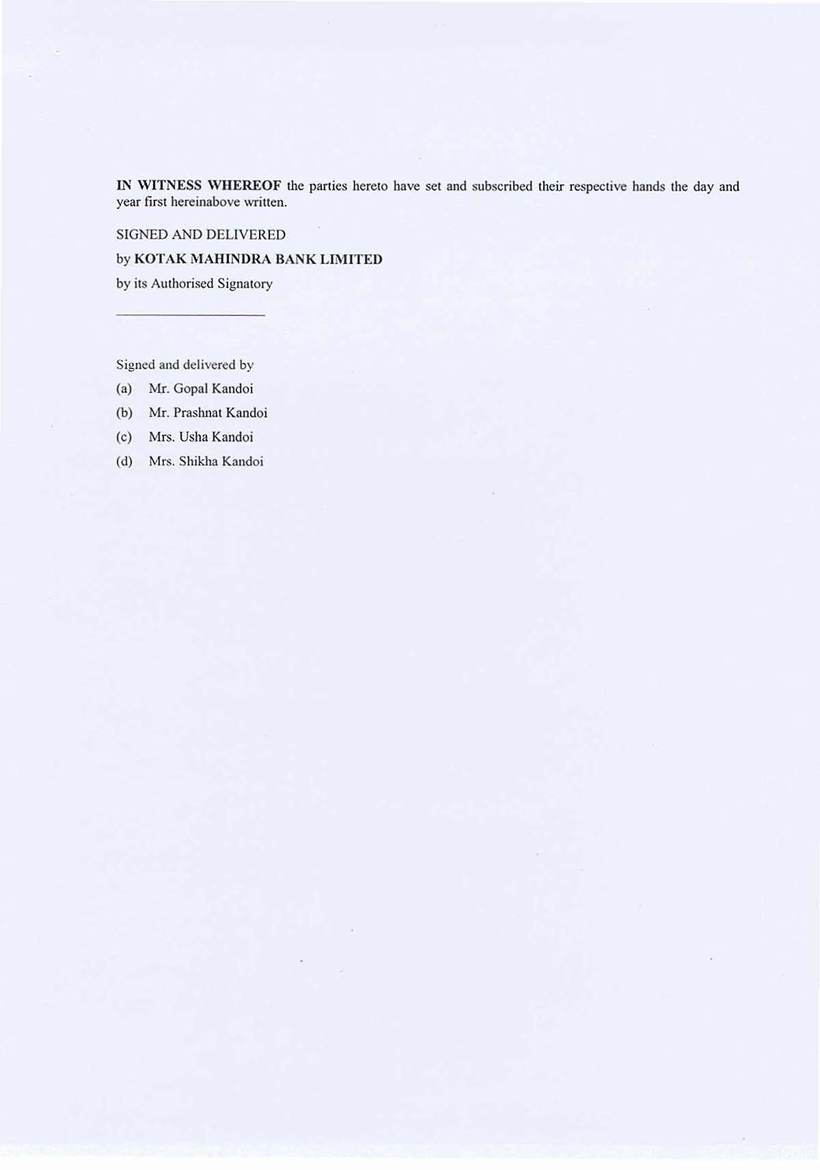 IN WITNESS WHEREOF the parties hereto have set and subscribed their respective hands the day and
year first hereinabove written.
SIGNED AND DELIVERED
by KOTAK MAHINDRA BANK LIMITED
by its Authorised Signatory
Signed and delivered by
(a) Mr. Gopal Kandoi
(b) Mr. Prashnat Kandoi
(c) Mrs. Usha Kandoi
(d) Mrs. Shikha Kandoi